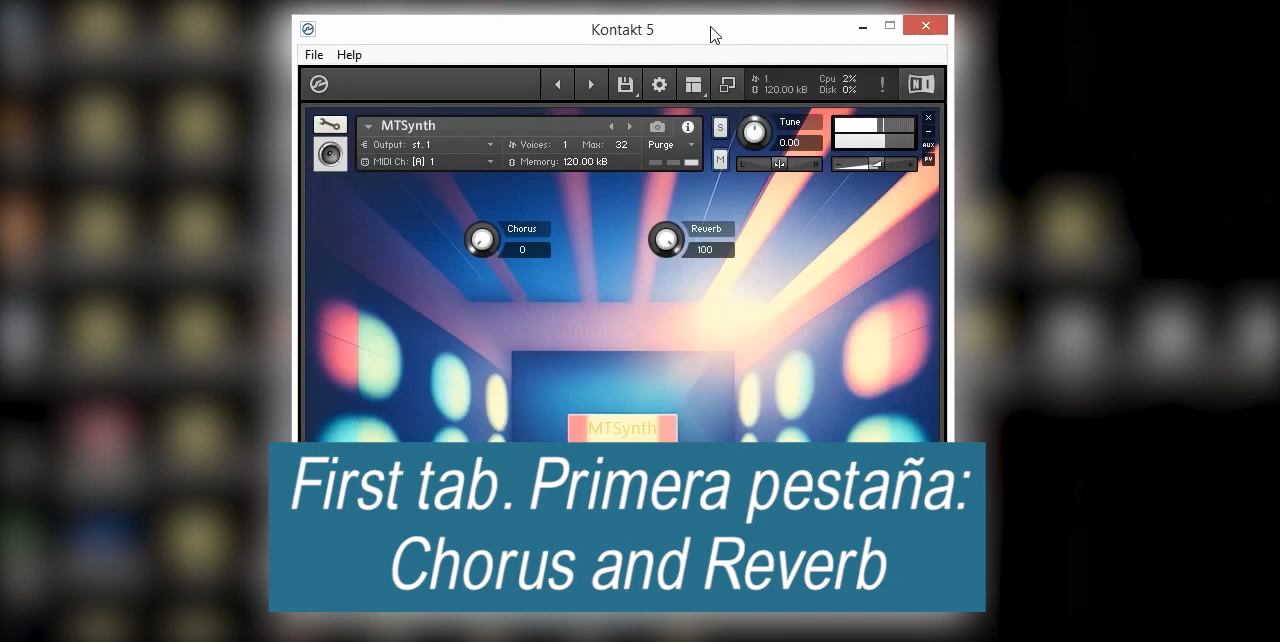 Kontakt 5
File Help
1 Cpu 2%
120.00 kB Disk 0% !
MTSynth
S
Tune
Output: st. 1 Voices: 1 Max: 32 Purge
0.00
MIDI Ch: [A] 1 Memory: 120.00 kB
M
L R
- +
AUX
PV
Chorus Reverb
0 100
MTSynth
First tab. Primera pestaña:
Chorus and Reverb